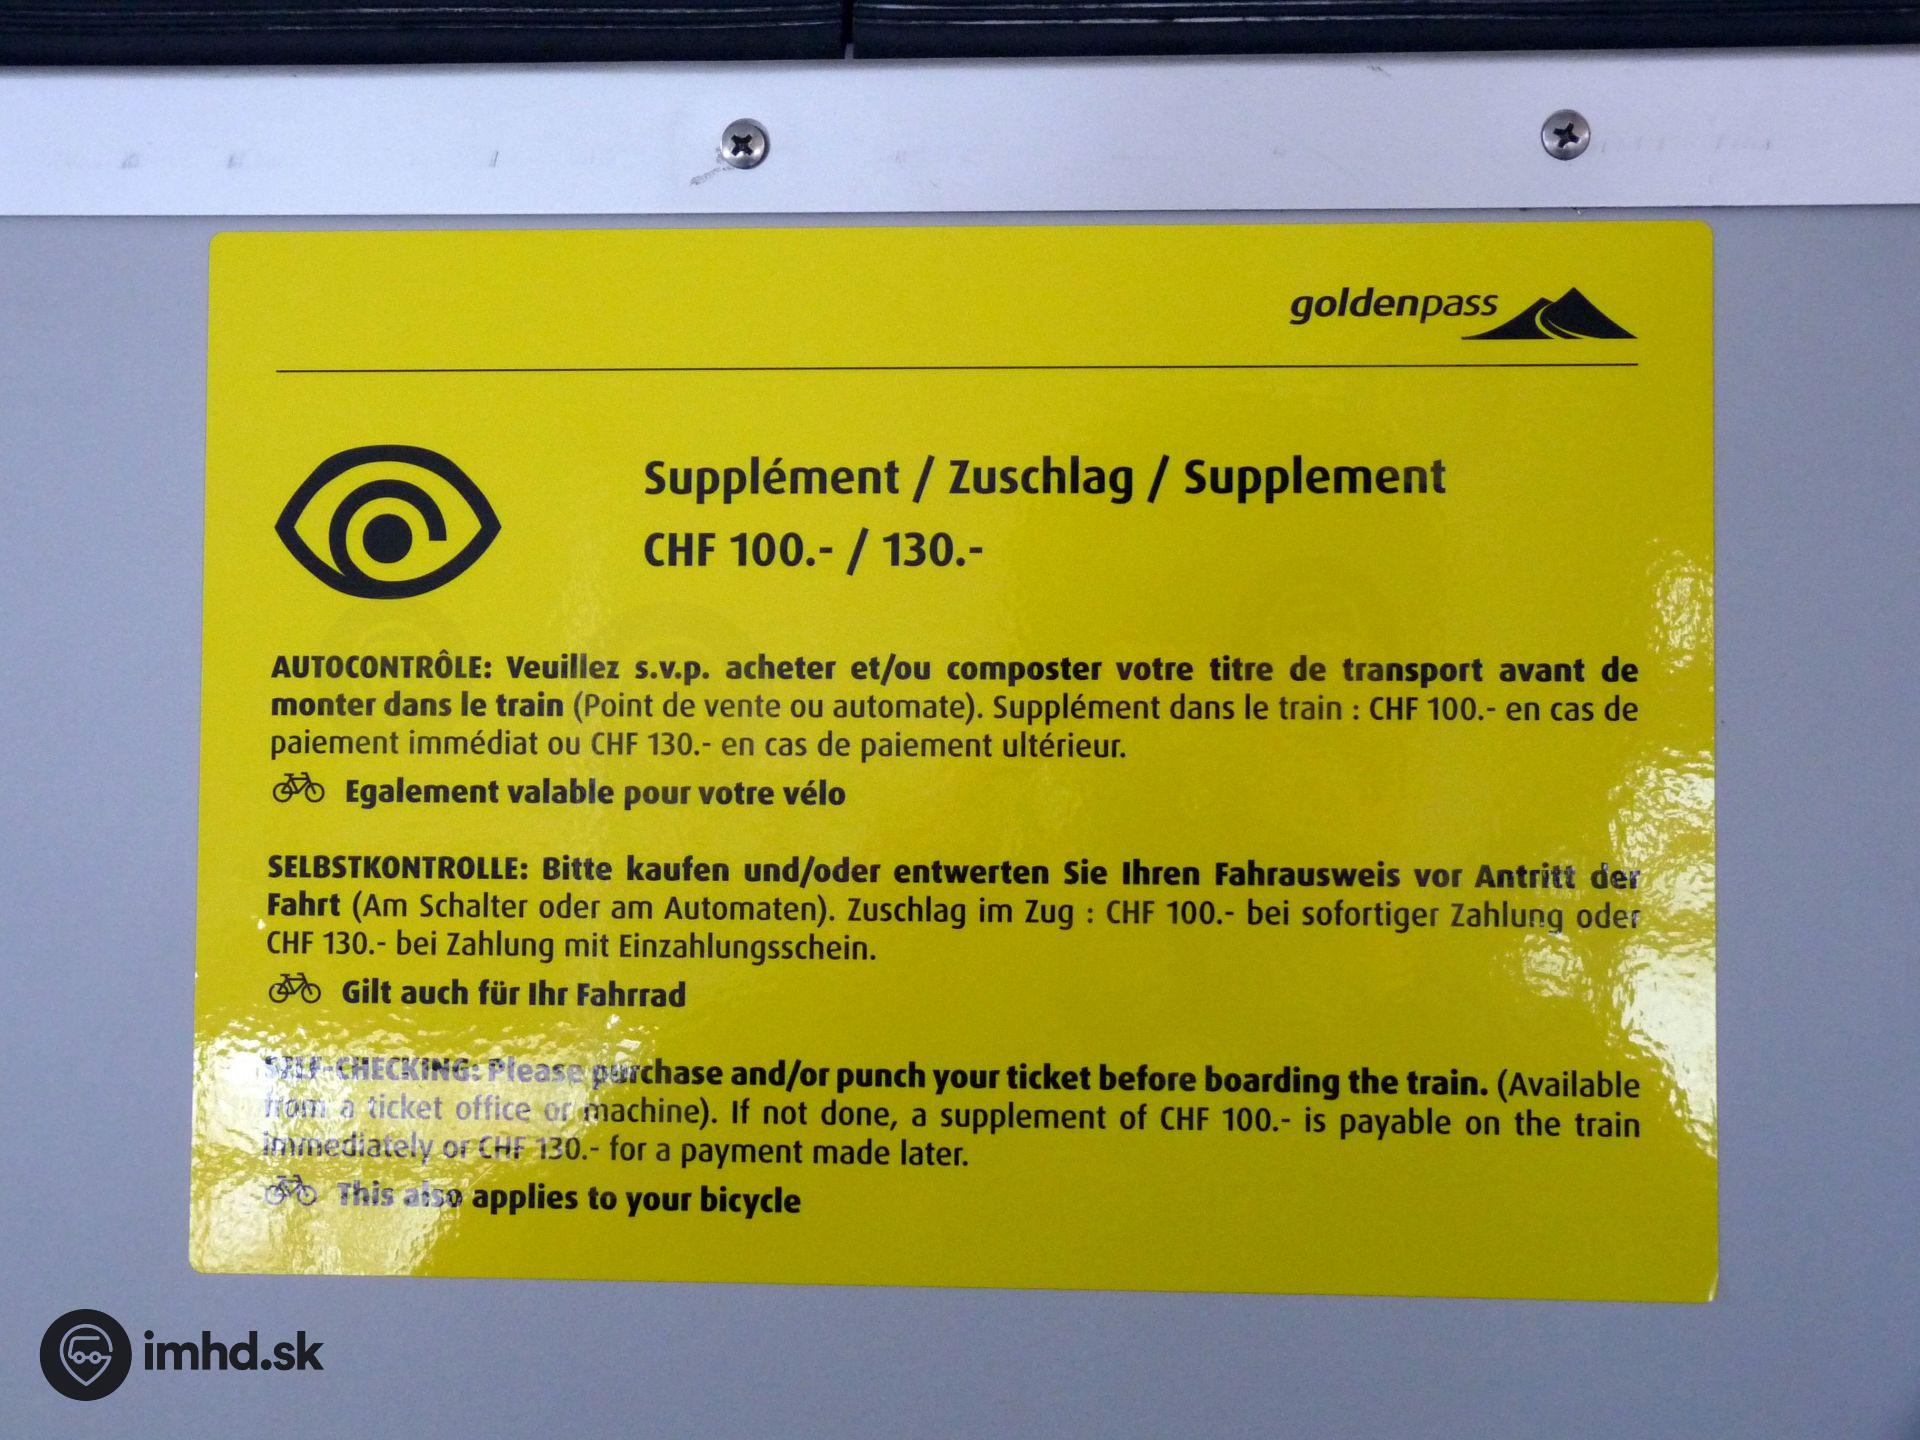 goldenpass
Supplément / Zuschlag / Supplement
CHF 100.- / 130.-
AUTOCONTRÔLE: Veuillez s.v.p. acheter et/ou composter votre titre de transport avant de
monter dans le train (Point de vente ou automate). Supplément dans le train : CHF 100.- en cas de
paiement immédiat ou CHF 130.- en cas de paiement ultérieur.
Egalement valable pour votre vélo
SELBSTKONTROLLE: Bitte kaufen und/oder entwerten Sie Ihren Fahrausweis vor Antritt der
Fahrt (Am Schalter oder am Automaten). Zuschlag im Zug : CHF 100.- bei sofortiger Zahlung oder
CHF 130.- bei Zahlung mit Einzahlungsschein.
Gilt auch für Ihr Fahrrad
SELF-CHECKING: Please purchase and/or punch your ticket before boarding the train. (Available
from a ticket office or machine). If not done, a supplement of CHF 100.- is payable on the train
immediately or CHF 130.- for a payment made later.
This also applies to your bicycle
imhd.sk